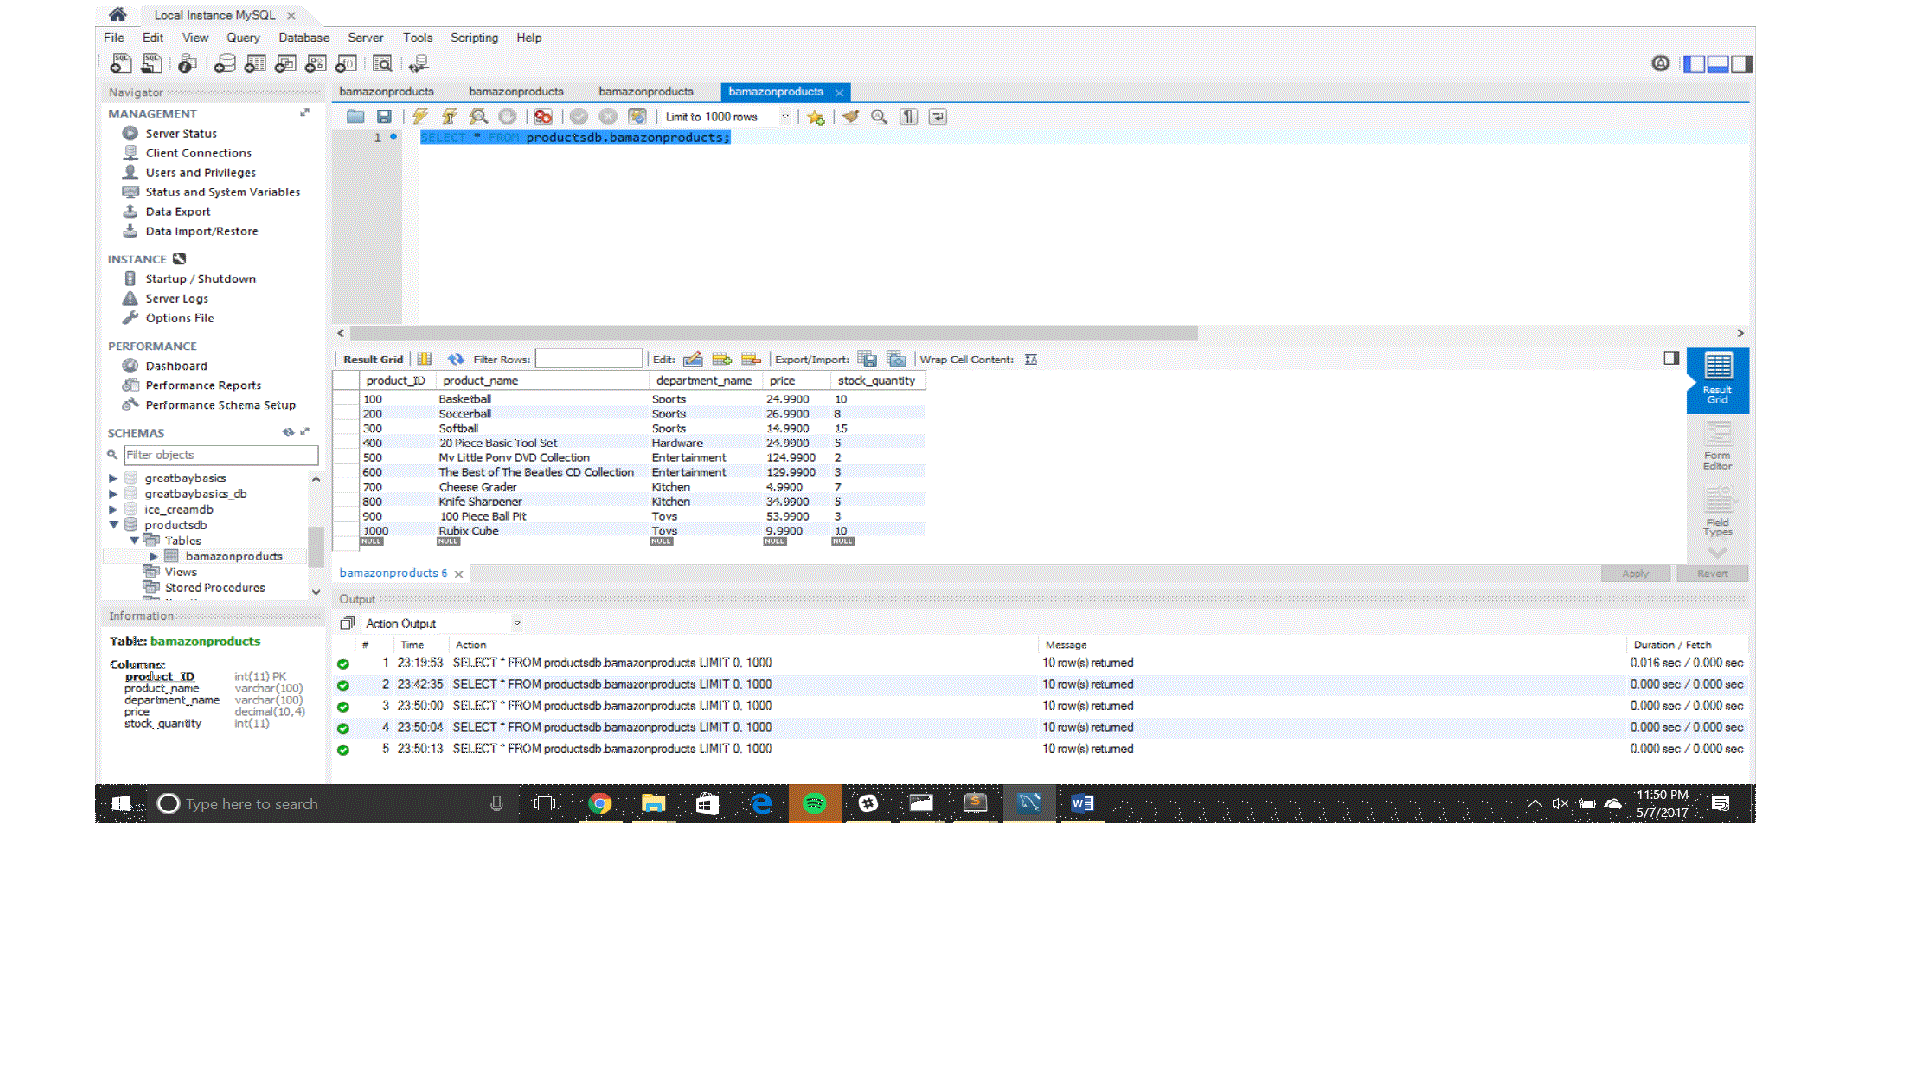 Local Instance MySQL
File Edit View Query Database Server Tools Scripting Help
Navigator
MANAGEMENT
Server Status
Client Connections
Users and Privileges
Status and System Variables
Data Export
Data Import/Restore
INSTANCE
Startup / Shutdown
Server Logs
Options File
PERFORMANCE
Dashboard
Performance Reports
Performance Schema Setup
SCHEMAS
Filter objects
greatbaybasics
greatbaybasics_db
ice_creamdb
productsdb
Tables
bamazonproducts
Views
Stored Procedures
Information
Table: bamazonproducts
Columns:
product_ID int(11) PK
product_name varchar(100)
department_name varchar(100)
price decimal(10,4)
stock_quantity int(11)
bamazonproducts bamazonproducts bamazonproducts bamazonproducts
Limit to 1000 rows
1 SELECT * FROM productsdb.bamazonproducts;
Result Grid Filter Rows: Edit: Export/Import: Wrap Cell Content:
product_ID product_name department_name price stock_quantity
100 Basketball Sports 24.9900 10
200 Soccerball Sports 26.9900 8
300 Softball Sports 14.9900 15
400 20 Piece Basic Tool Set Hardware 24.9900 5
500 My Little Pony DVD Collection Entertainment 124.9900 2
600 The Best of The Beatles CD Collection Entertainment 129.9900 3
700 Cheese Grader Kitchen 4.9900 7
800 Knife Sharpener Kitchen 34.9900 5
900 100 Piece Ball Pit Toys 53.9900 3
1000 Rubix Cube Toys 9.9900 10
NULL NULL NULL NULL NULL
Result Grid
Form Editor
Field Types
bamazonproducts 6
Apply Revert
Output
Action Output
# Time Action Message Duration / Fetch
1 23:19:53 SELECT * FROM productsdb.bamazonproducts LIMIT 0, 1000 10 row(s) returned 0.016 sec / 0.000 sec
2 23:42:35 SELECT * FROM productsdb.bamazonproducts LIMIT 0, 1000 10 row(s) returned 0.000 sec / 0.000 sec
3 23:50:00 SELECT * FROM productsdb.bamazonproducts LIMIT 0, 1000 10 row(s) returned 0.000 sec / 0.000 sec
4 23:50:04 SELECT * FROM productsdb.bamazonproducts LIMIT 0, 1000 10 row(s) returned 0.000 sec / 0.000 sec
5 23:50:13 SELECT * FROM productsdb.bamazonproducts LIMIT 0, 1000 10 row(s) returned 0.000 sec / 0.000 sec
Type here to search
11:50 PM
5/7/2017